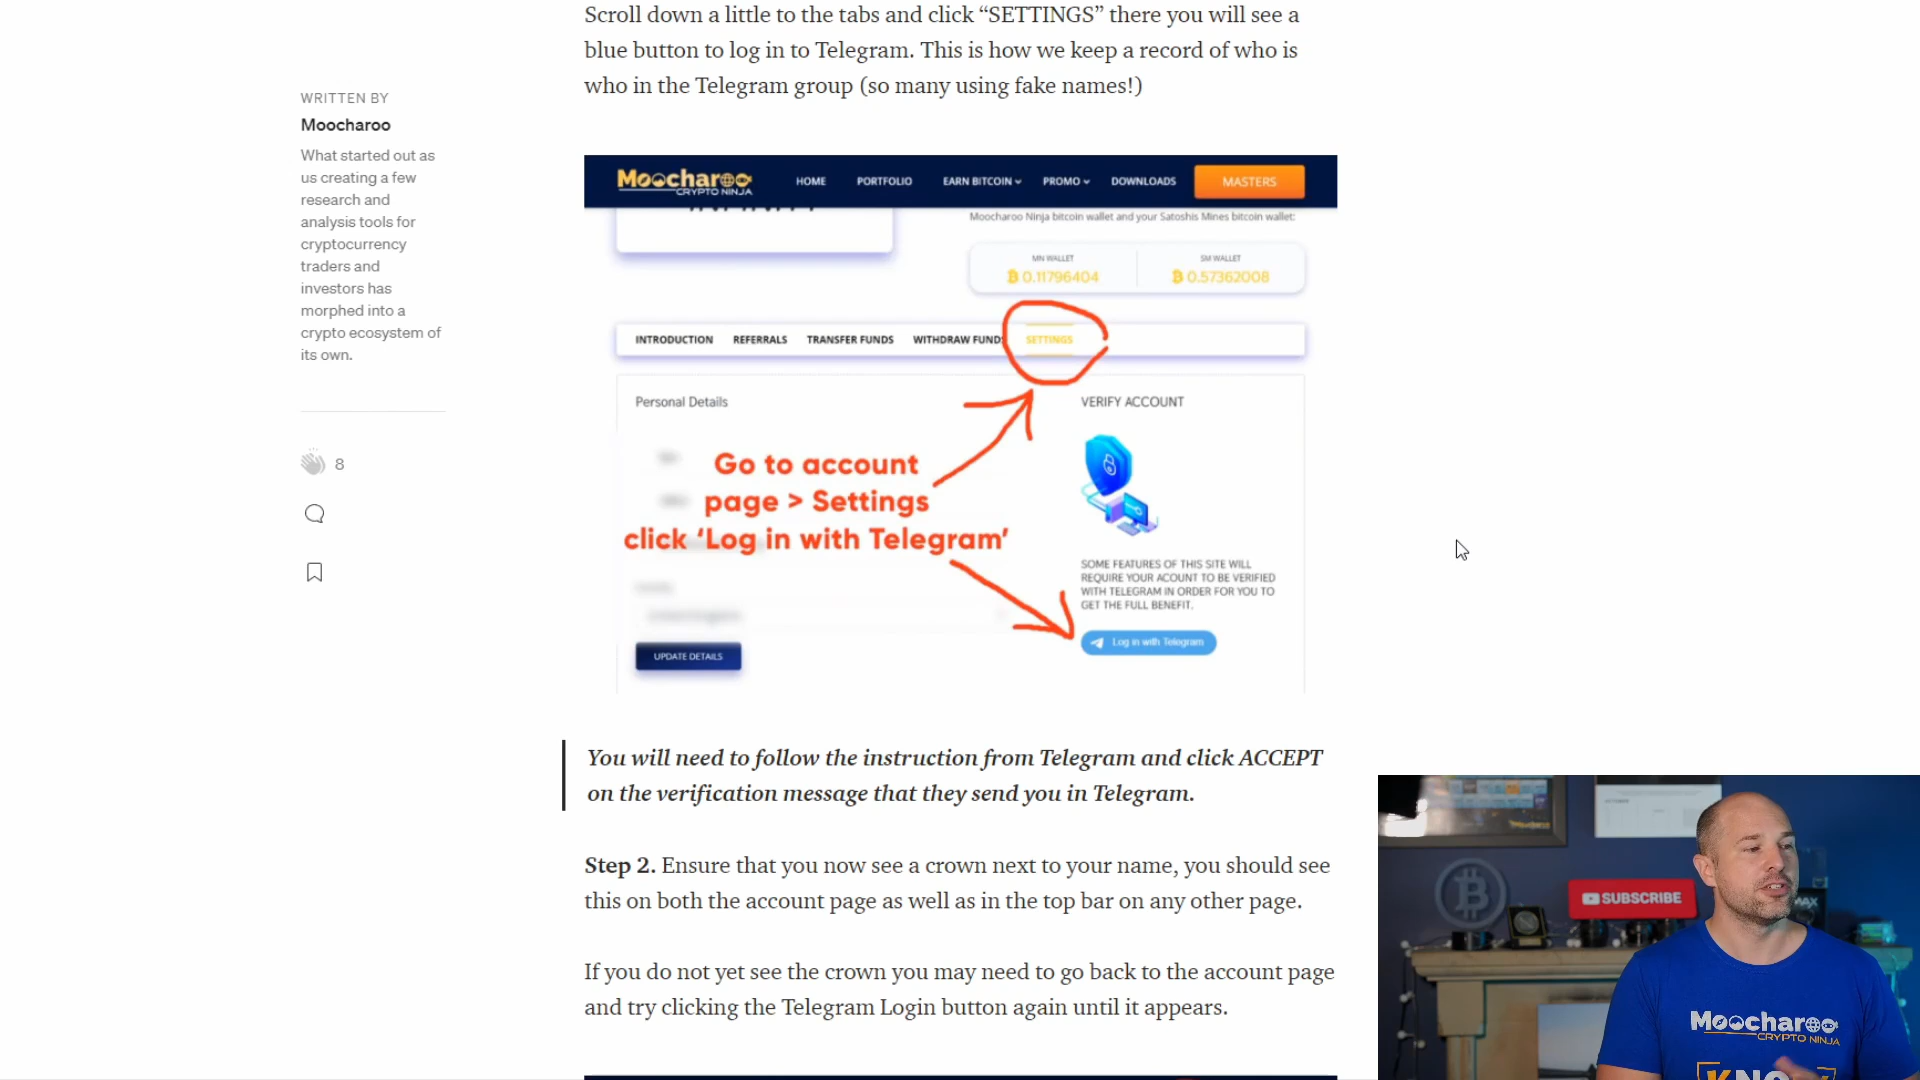 Scroll down a little to the tabs and click “SETTINGS” there you will see a
blue button to log in to Telegram. This is how we keep a record of who is
who in the Telegram group (so many using fake names!)
WRITTEN BY
Moocharoo
What started out as
us creating a few
research and
analysis tools for
cryptocurrency
traders and
investors has
morphed into a
crypto ecosystem of
its own.
8
Moocharoo
CRYPTO NINJA
HOME PORTFOLIO EARN BITCOIN PROMO DOWNLOADS MASTERS
Moocharoo Ninja bitcoin wallet and your Satoshis Mines bitcoin wallet:
MN WALLET SM WALLET
0.11796404 0.57362008
INTRODUCTION REFERRALS TRANSFER FUNDS WITHDRAW FUNDS SETTINGS
Personal Details
VERIFY ACCOUNT
Go to account
page > Settings
click ‘Log in with Telegram’
SOME FEATURES OF THIS SITE WILL
REQUIRE YOUR ACOUNT TO BE VERIFIED
WITH TELEGRAM IN ORDER FOR YOU TO
GET THE FULL BENEFIT.
Log in with Telegram
UPDATE DETAILS
You will need to follow the instruction from Telegram and click ACCEPT
on the verification message that they send you in Telegram.
Step 2. Ensure that you now see a crown next to your name, you should see
this on both the account page as well as in the top bar on any other page.
If you do not yet see the crown you may need to go back to the account page
and try clicking the Telegram Login button again until it appears.
SUBSCRIBE
Moocharoo
CRYPTO NINJA